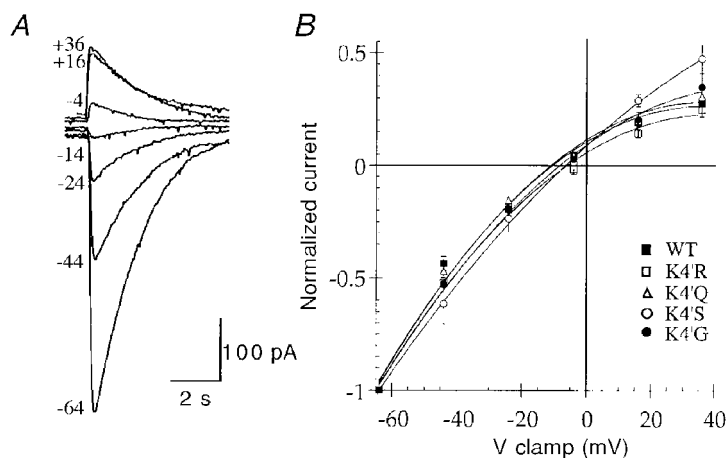 A
+36
+16
-4
-14
-24
-44
-64
100 pA
2 s
B
Normalized current
0.5
0
-0.5
-1
-60
-40
-20
0
20
40
V clamp (mV)
WT
K4'R
K4'Q
K4'S
K4'G